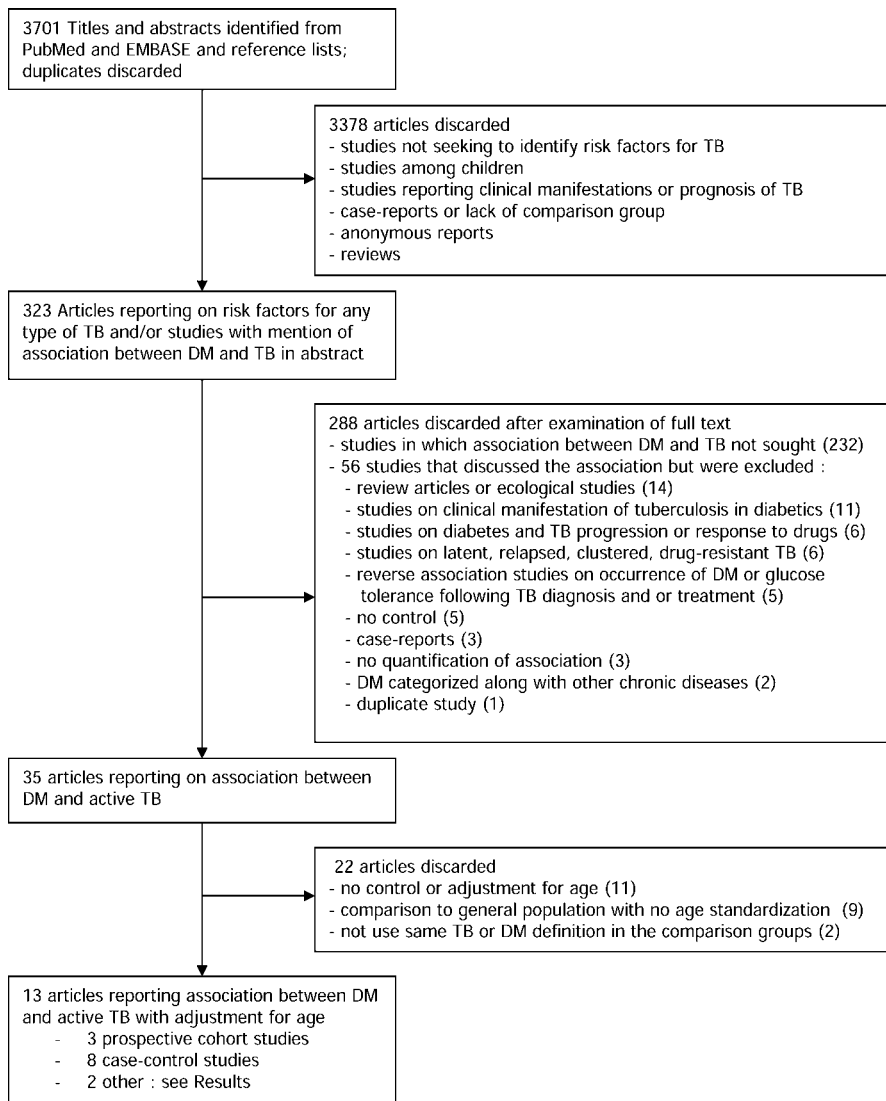 3701 Titles and abstracts identified from
PubMed and EMBASE and reference lists;
duplicates discarded
3378 articles discarded
- studies not seeking to identify risk factors for TB
- studies among children
- studies reporting clinical manifestations or prognosis of TB
- case-reports or lack of comparison group
- anonymous reports
- reviews
323 Articles reporting on risk factors for any
type of TB and/or studies with mention of
association between DM and TB in abstract
288 articles discarded after examination of full text
- studies in which association between DM and TB not sought (232)
- 56 studies that discussed the association but were excluded :
- review articles or ecological studies (14)
- studies on clinical manifestation of tuberculosis in diabetics (11)
- studies on diabetes and TB progression or response to drugs (6)
- studies on latent, relapsed, clustered, drug-resistant TB (6)
- reverse association studies on occurrence of DM or glucose
tolerance following TB diagnosis and or treatment (5)
- no control (5)
- case-reports (3)
- no quantification of association (3)
- DM categorized along with other chronic diseases (2)
- duplicate study (1)
35 articles reporting on association between
DM and active TB
22 articles discarded
- no control or adjustment for age (11)
- comparison to general population with no age standardization (9)
- not use same TB or DM definition in the comparison groups (2)
13 articles reporting association between DM
and active TB with adjustment for age
- 3 prospective cohort studies
- 8 case-control studies
- 2 other : see Results